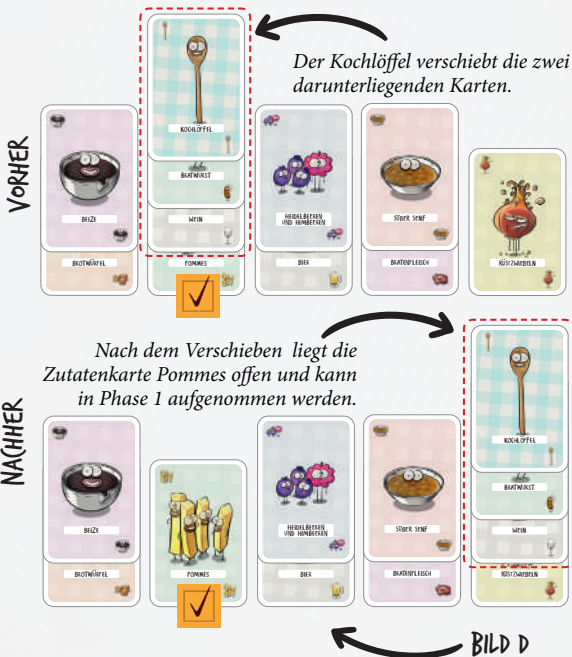 Der Kochlöffel verschiebt die zwei
darunterliegenden Karten.
VORHER
KOCHLÖFFEL
BRATWURST
WEIN
BEIZE
HEIDELBEEREN
UND HIMBEEREN
SÜßER SENF
RÖSTZWIEBELN
BROTWÜRFEL
POMMES
BIER
BRATENFLEISCH
Nach dem Verschieben liegt die
Zutatenkarte Pommes offen und kann
in Phase 1 aufgenommen werden.
NACHHER
KOCHLÖFFEL
BRATWURST
WEIN
BEIZE
HEIDELBEEREN
UND HIMBEEREN
SÜßER SENF
BROTWÜRFEL
POMMES
BIER
BRATENFLEISCH
RÖSTZWIEBELN
BILD D